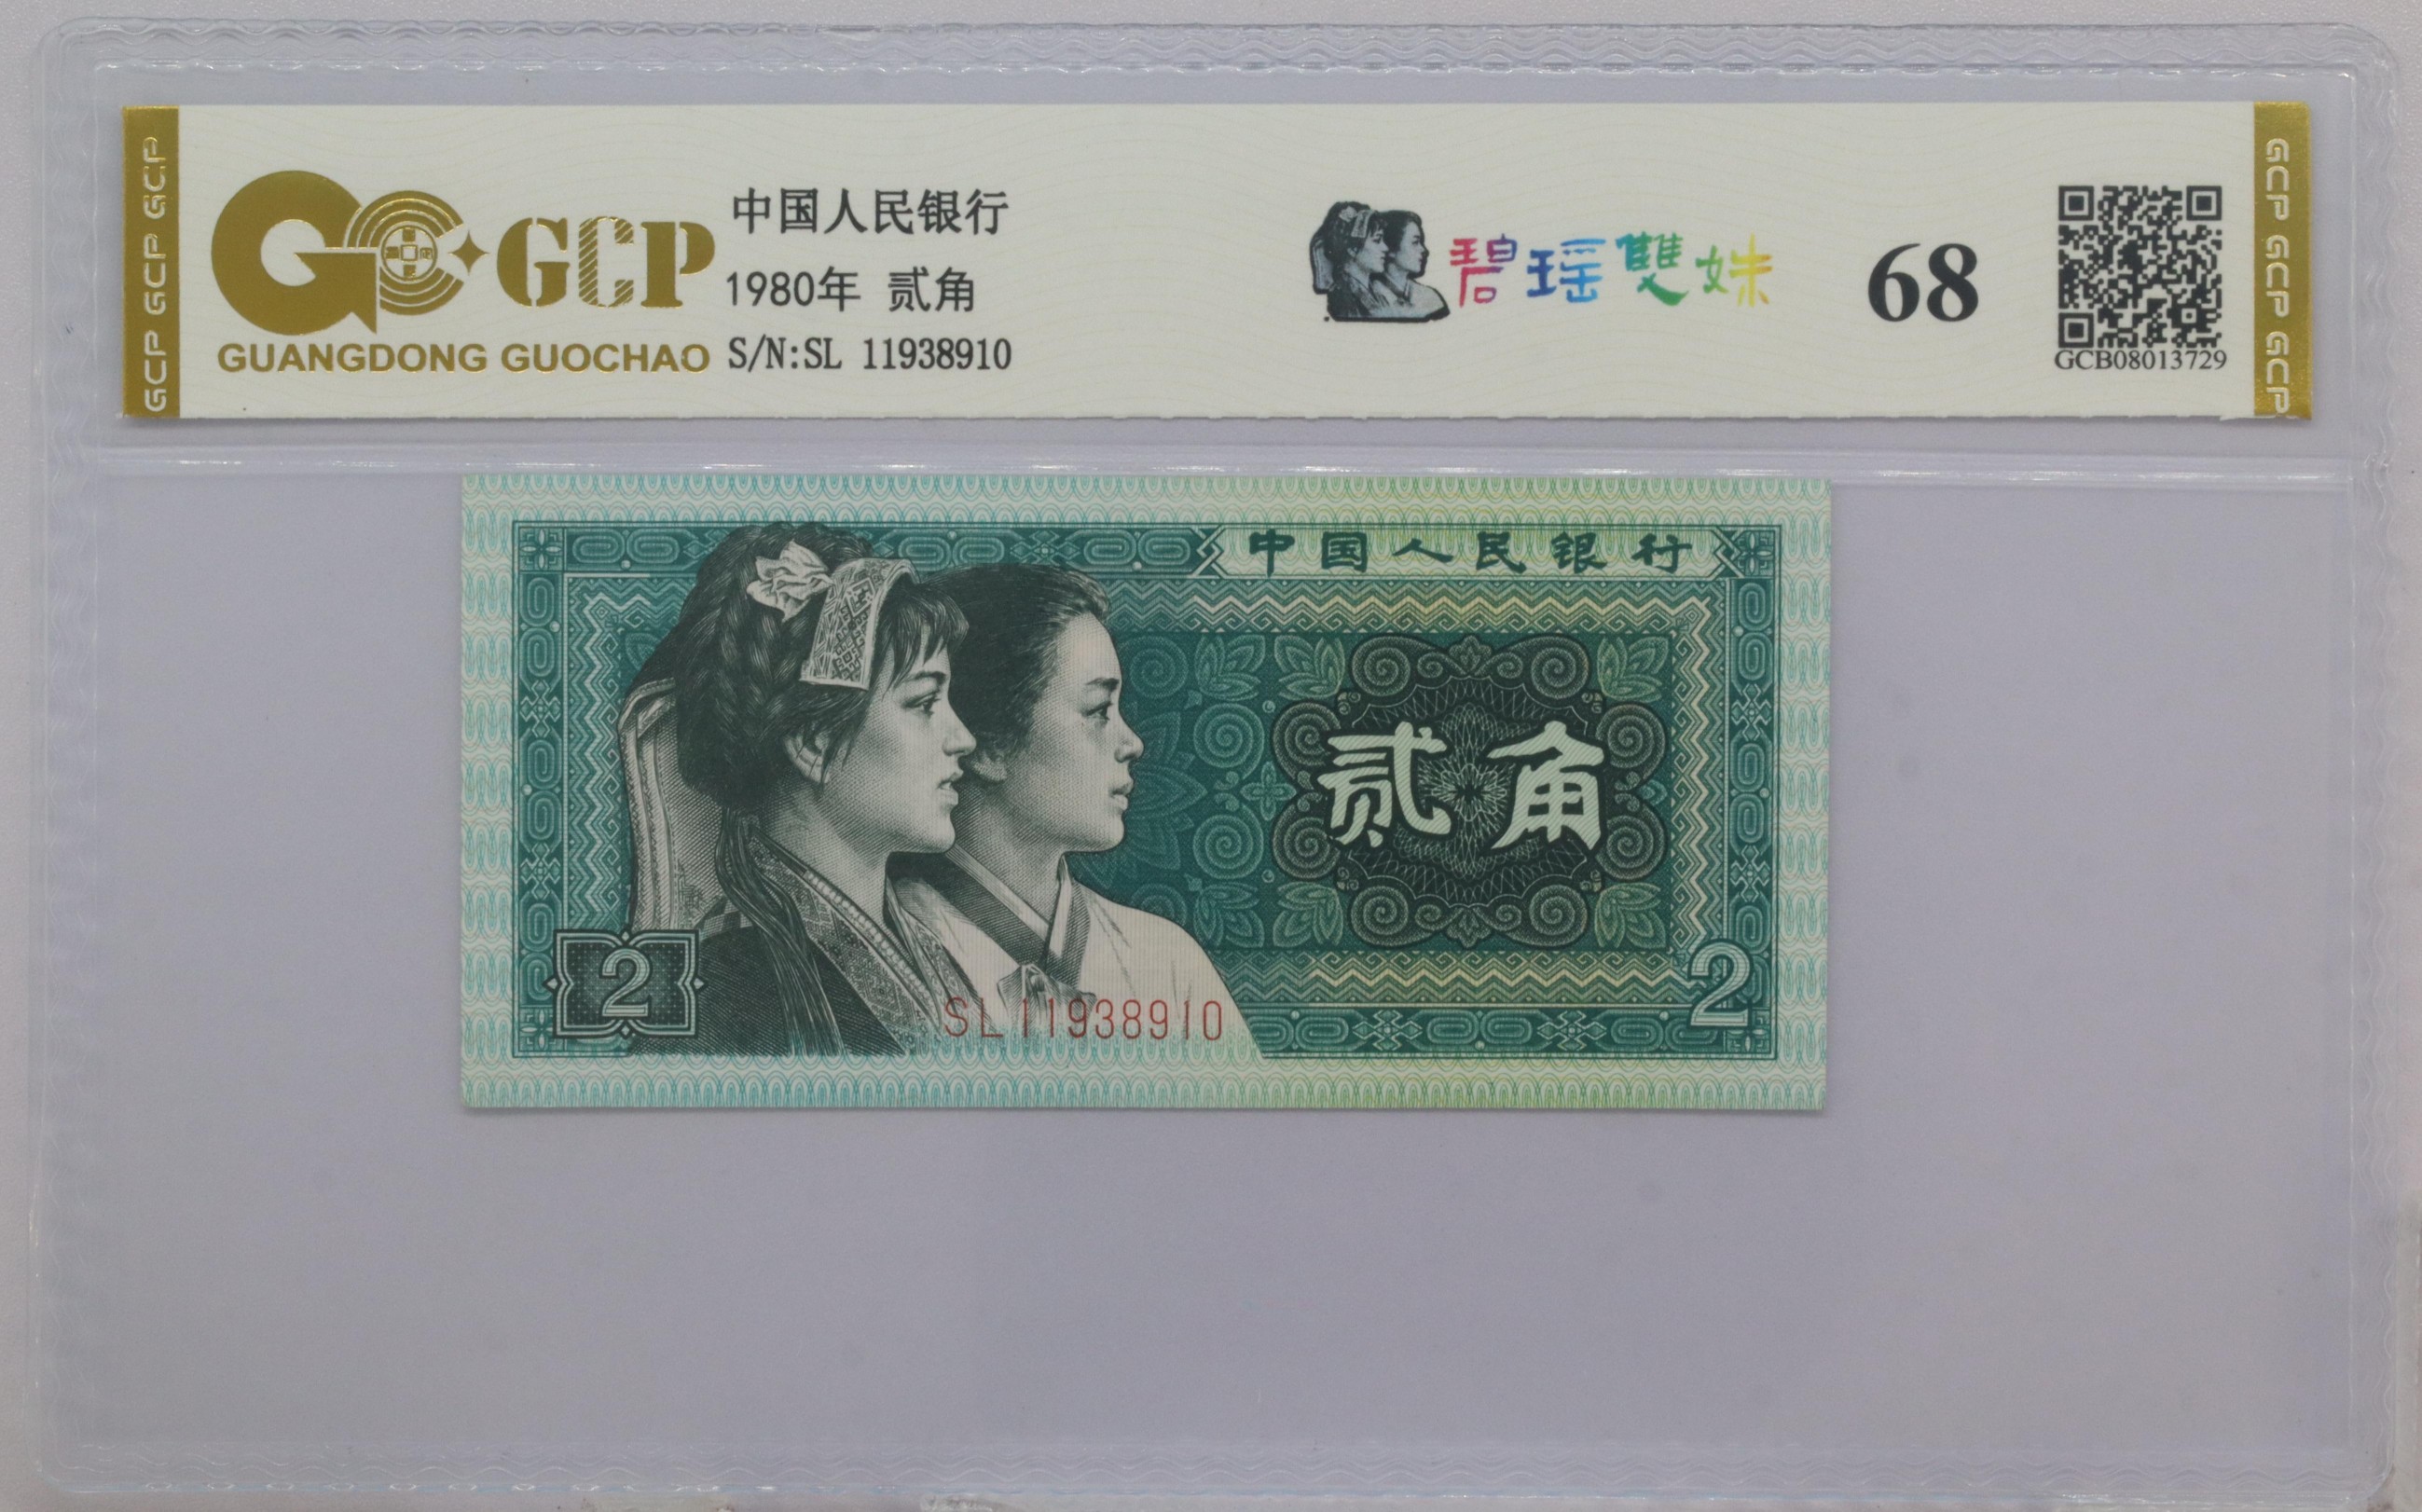 GCP GCP GCP
GCP
GUANGDONG GUOCHAO
中国人民银行
1980年 贰角
S/N:SL 11938910
碧瑶雙妹
68
GCB08013729
GCP GCP GCP
中国人民银行
贰角
2
SL11938910
2